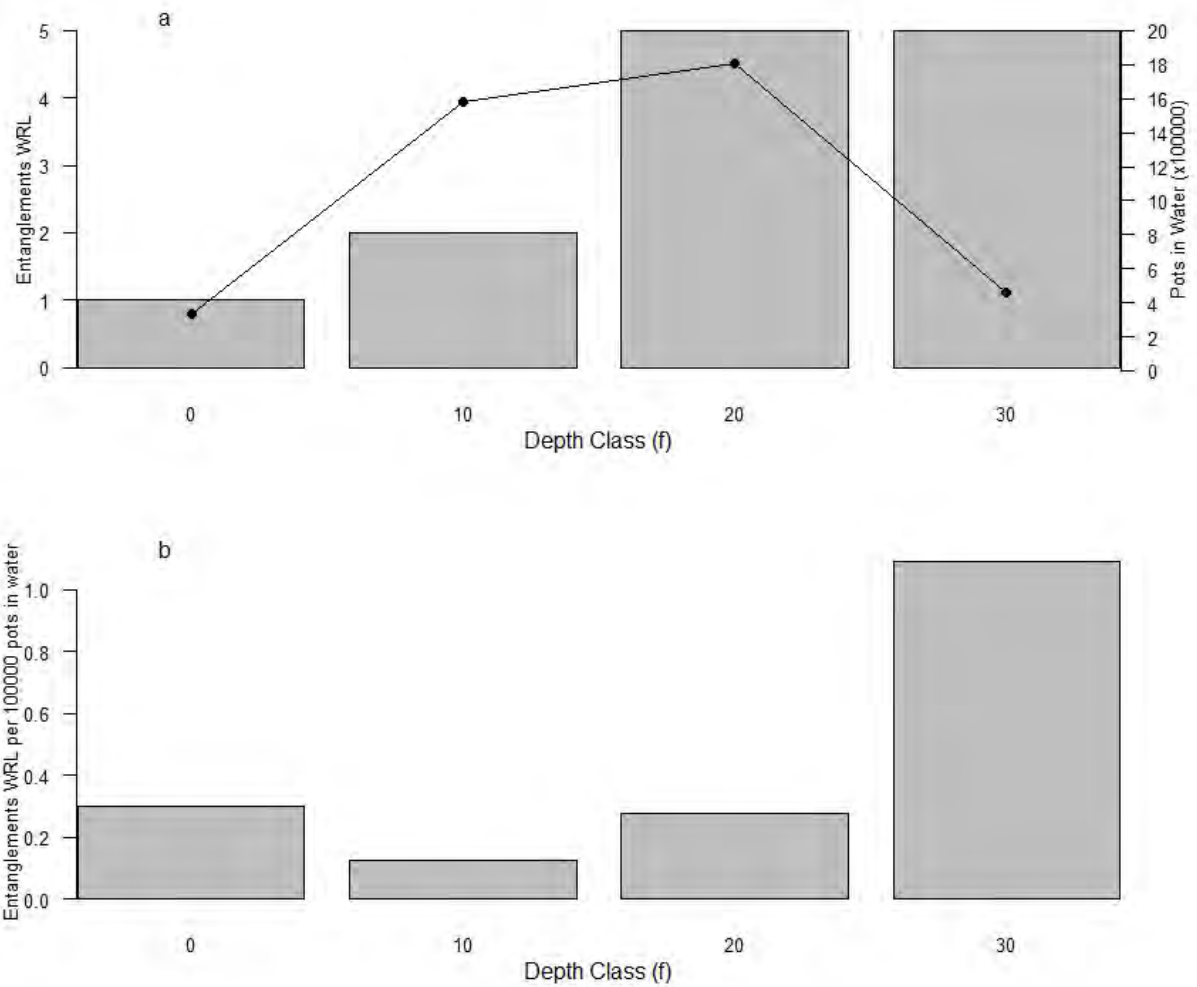 a
Entanglements WRL
5
4
3
2
1
0
20
18
16
14
12
10
8
6
4
2
0
Pots in Water (x100000)
0 10 20 30
Depth Class (f)
b
Entanglements WRL per 100000 pots in water
1.0
0.8
0.6
0.4
0.2
0.0
0 10 20 30
Depth Class (f)